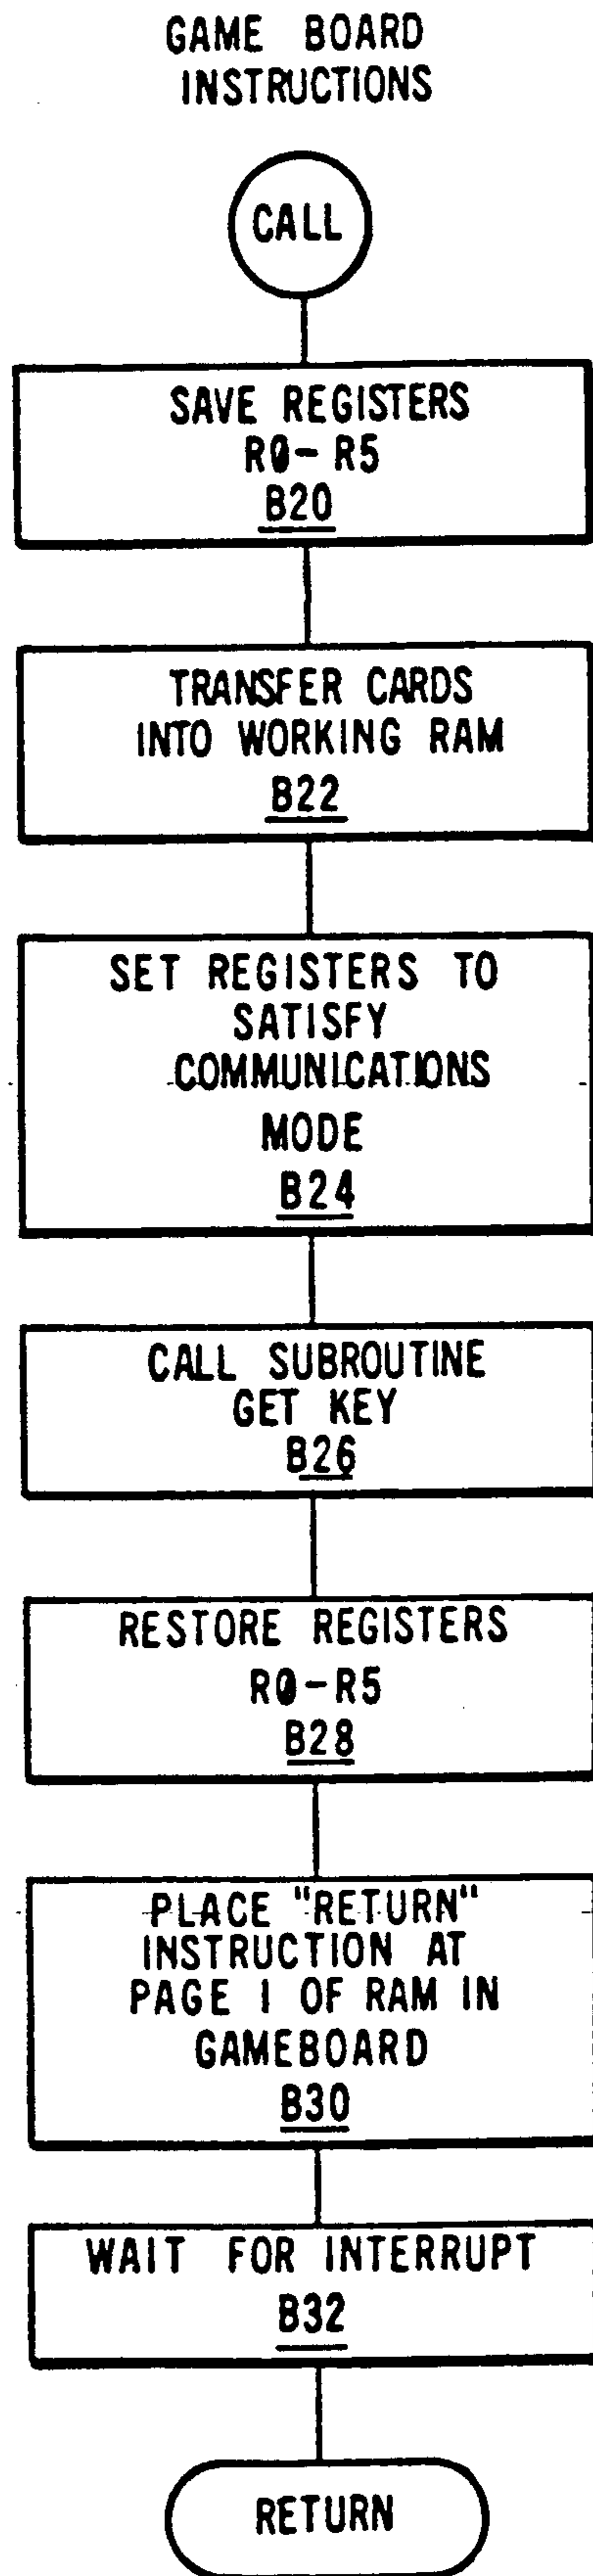 GAME BOARD
INSTRUCTIONS
CALL
SAVE REGISTERS
R0-R5
B20
TRANSFER CARDS
INTO WORKING RAM
B22
SET REGISTERS TO
SATISFY
COMMUNICATIONS
MODE
B24
CALL SUBROUTINE
GET KEY
B26
RESTORE REGISTERS
R0-R5
B28
PLACE "RETURN"
INSTRUCTION AT
PAGE 1 OF RAM IN
GAMEBOARD
B30
WAIT FOR INTERRUPT
B32
RETURN